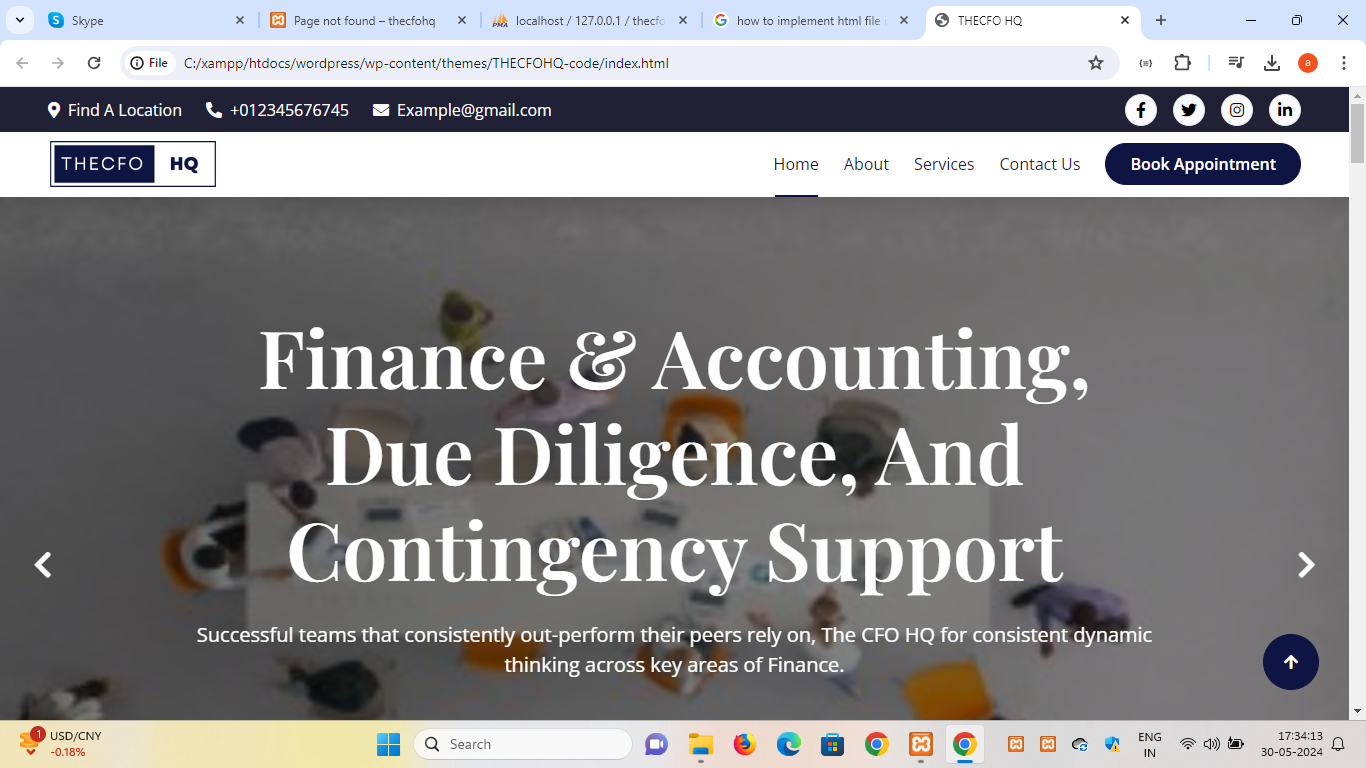 Skype
Page not found – thecfohq
localhost / 127.0.0.1 / thecfo
how to implement html file i
THECFO HQ
File
C:/xampp/htdocs/wordpress/wp-content/themes/THECFOHQ-code/index.html
a
Find A Location
+012345676745
Example@gmail.com
THECFO HQ
Home
About
Services
Contact Us
Book Appointment
Finance & Accounting,
Due Diligence, And
Contingency Support
Successful teams that consistently out-perform their peers rely on, The CFO HQ for consistent dynamic
thinking across key areas of Finance.
1
USD/CNY
-0.18%
Search
ENG
IN
17:34:13
30-05-2024